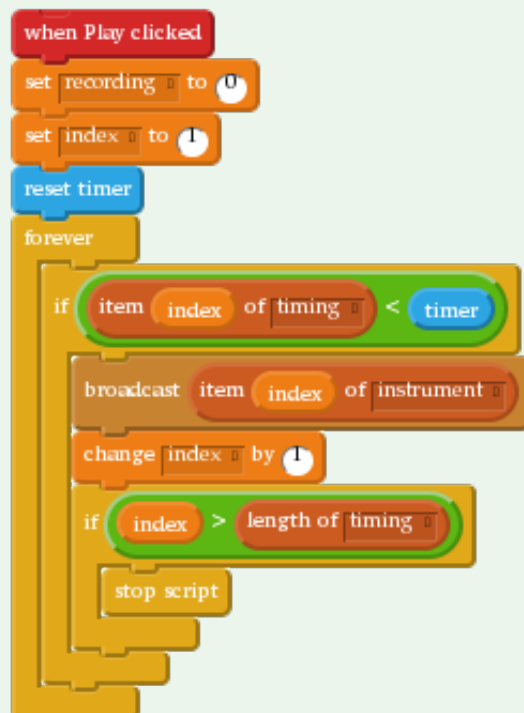 when Play clicked
set recording to 0
set index to 1
reset timer
forever
if item index of timing < timer
broadcast item index of instrument
change index by 1
if index > length of timing
stop script